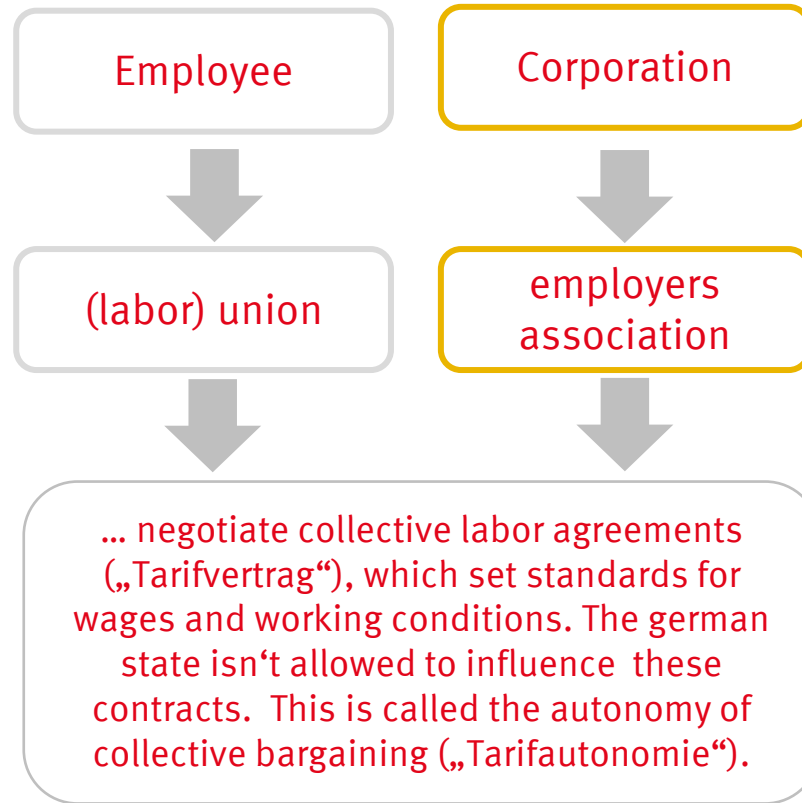 Employee
Corporation
(labor) union
employers
association
... negotiate collective labor agreements
(„Tarifvertrag“), which set standards for
wages and working conditions. The german
state isn‘t allowed to influence  these
contracts.  This is called the autonomy of
collective bargaining („Tarifautonomie“).